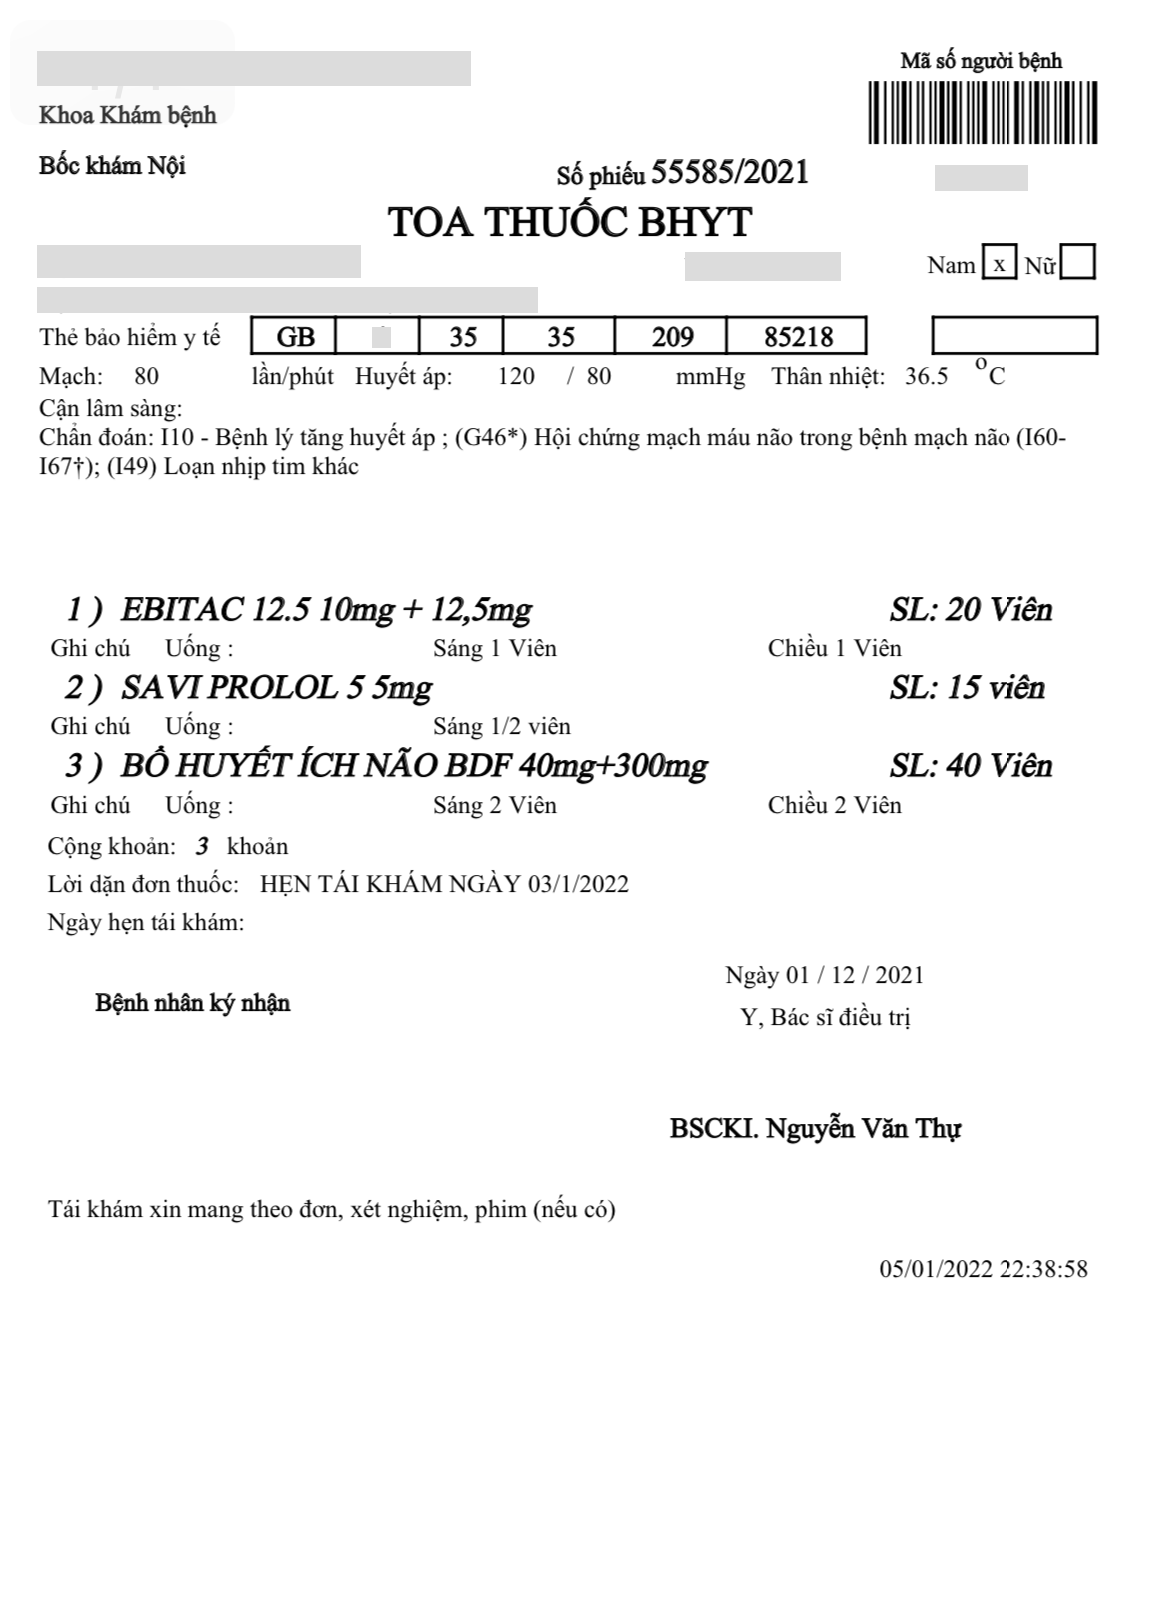 Mã số người bệnh
Khoa Khám bệnh
Bốc khám Nội
Số phiếu 55585/2021
TOA THUỐC BHYT
Nam x Nữ
Thẻ bảo hiểm y tế GB 35 35 209 85218
Mạch: 80 lần/phút Huyết áp: 120 / 80 mmHg Thân nhiệt: 36.5 °C
Cận lâm sàng:
Chẩn đoán: I10 - Bệnh lý tăng huyết áp ; (G46*) Hội chứng mạch máu não trong bệnh mạch não (I60-
I67†); (I49) Loạn nhịp tim khác
1 ) EBITAC 12.5 10mg + 12,5mg SL: 20 Viên
Ghi chú Uống : Sáng 1 Viên Chiều 1 Viên
2 ) SAVI PROLOL 5 5mg SL: 15 viên
Ghi chú Uống : Sáng 1/2 viên
3 ) BỔ HUYẾT ÍCH NÃO BDF 40mg+300mg SL: 40 Viên
Ghi chú Uống : Sáng 2 Viên Chiều 2 Viên
Cộng khoản: 3 khoản
Lời dặn đơn thuốc: HẸN TÁI KHÁM NGÀY 03/1/2022
Ngày hẹn tái khám:
Ngày 01 / 12 / 2021
Bệnh nhân ký nhận
Y, Bác sĩ điều trị
BSCKI. Nguyễn Văn Thự
Tái khám xin mang theo đơn, xét nghiệm, phim (nếu có)
05/01/2022 22:38:58